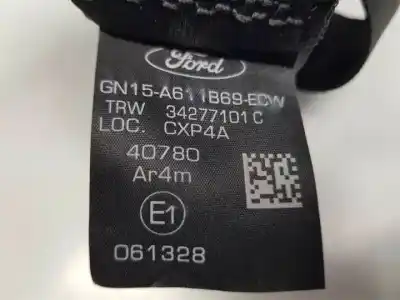 Ford
GN15-A611B69-ECW
TRW 34277101 C
LOC. CXP4A
40780
Ar4m
E1
061328